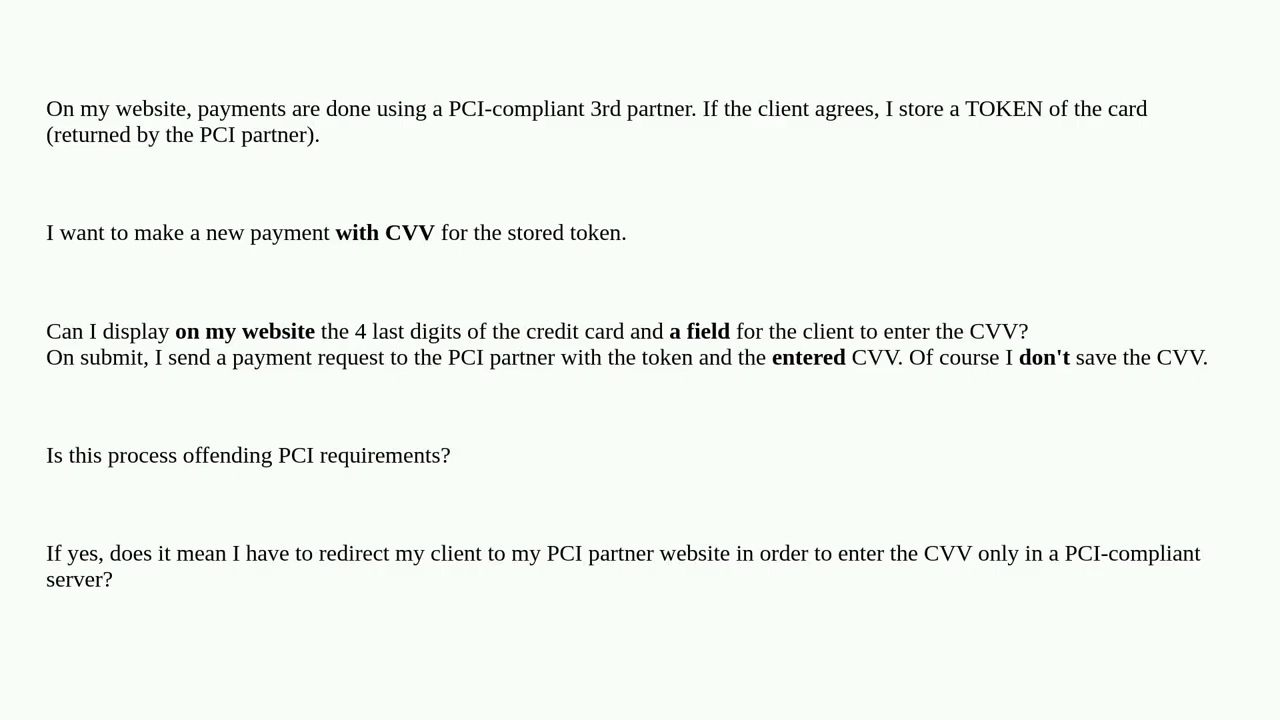 On my website, payments are done using a PCI-compliant 3rd partner. If the client agrees, I store a TOKEN of the card
(returned by the PCI partner).
I want to make a new payment with CVV for the stored token.
Can I display on my website the 4 last digits of the credit card and a field for the client to enter the CVV?
On submit, I send a payment request to the PCI partner with the token and the entered CVV. Of course I don't save the CVV.
Is this process offending PCI requirements?
If yes, does it mean I have to redirect my client to my PCI partner website in order to enter the CVV only in a PCI-compliant
server?